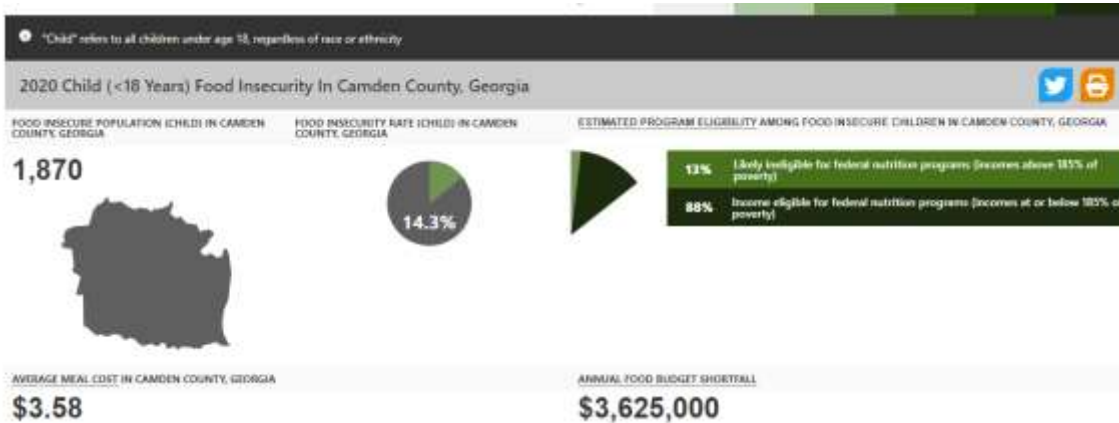 "Child" refers to all children under age 18, regardless of race or ethnicity
2020 Child (<18 Years) Food Insecurity In Camden County, Georgia
FOOD INSECURE POPULATION (CHILD) IN CAMDEN
COUNTY, GEORGIA
1,870
FOOD INSECURITY RATE (CHILD) IN CAMDEN
COUNTY, GEORGIA
14.3%
ESTIMATED PROGRAM ELIGIBILITY AMONG FOOD INSECURE CHILDREN IN CAMDEN COUNTY, GEORGIA
13% Likely ineligible for federal nutrition programs (incomes above 185% of
poverty)
88% Income eligible for federal nutrition programs (incomes at or below 185% o
poverty)
AVERAGE MEAL COST IN CAMDEN COUNTY, GEORGIA
$3.58
ANNUAL FOOD BUDGET SHORTFALL
$3,625,000